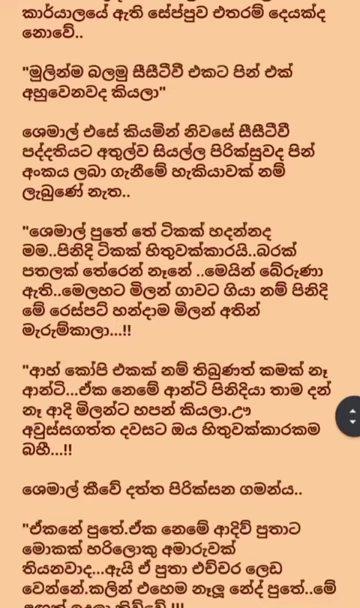 කාර්යාලයේ ඇති සේප්පුව එතරම් දෙයක්ද
නොවේ..
"මුලින්ම බලමු සීසීටීවී එකට පින් එක්
අහුවෙනවද කියලා"
ශෙමාල් එසේ කියමින් නිවසේ සීසීටීවී
පද්දතියට අතුල්ව සියල්ල පිරික්සුවද පින්
අංකය ලබා ගැනීමේ හැකියාවක් නම්
ලැබුණේ නැත..
"ශෙමාල් පුතේ තේ ටිකක් හදන්නද
මම..පිනිදි ටිකක් හිතුවක්කාරයි..බරක්
පතලක් තේරෙන් නෑනේ ..මෙයින් බේරුණා
ඇති..මෙලහට මිලන් ගාවට ගියා නම් පිනිදි
මේ රෙස්පට් හන්දාම මිලන් අතින්
මැරුම්කාලා...!!
"ආහ් කෝපි එකක් නම් තිබුණත් කමක් නෑ
ආන්ටි...ඒක නෙමේ ආන්ටි පිනිදියා තාම දන්
නෑ ආදි මිලන්ට හපන් කියලා.ඌ
අවුස්සගත්ත දවසට ඔය හිතුවක්කාරකම
බහී...!!
ශෙමාල් කීවේ දත්ත පිරික්සන ගමන්ය..
"ඒකනේ පුතේ.ඒක නෙමේ ආදිව් පුතාට
මොකක් හරිලොකු අමාරුවක්
තියනවාද...ඇයි ඒ පුතා එච්චර ලෙඩ
වෙන්නේ.කලින් එහෙම නෑලු නේද් පුතේ..මේ